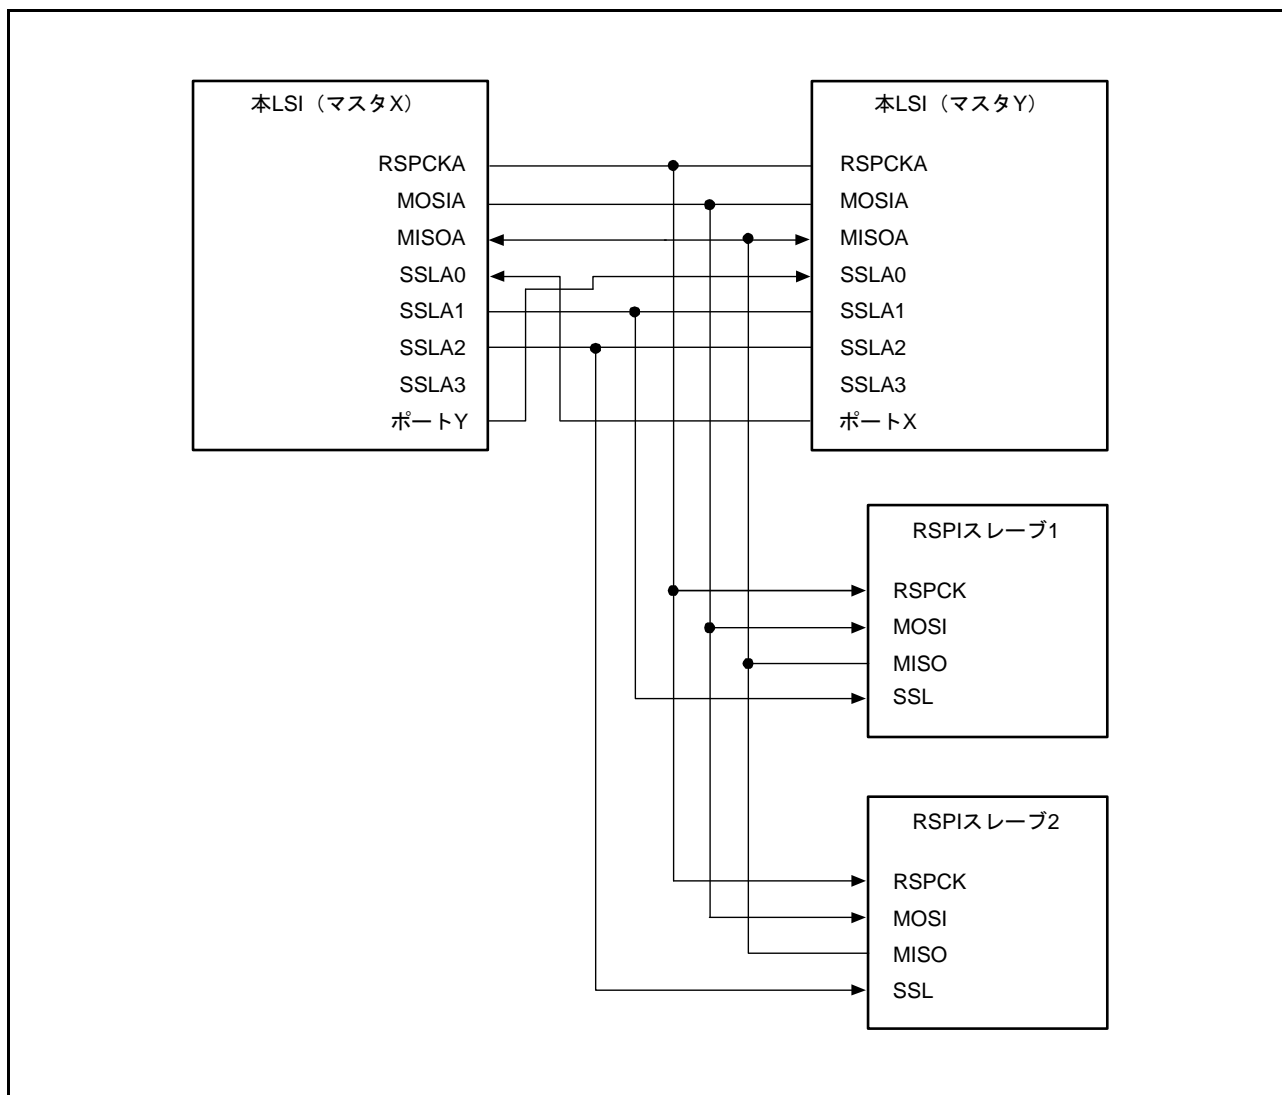 本LSI（マスタX）
RSPCKA
MOSIA
MISOA
SSLA0
SSLA1
SSLA2
SSLA3
ポートY
本LSI（マスタY）
RSPCKA
MOSIA
MISOA
SSLA0
SSLA1
SSLA2
SSLA3
ポートX
RSPIスレーブ1
RSPCK
MOSI
MISO
SSL
RSPIスレーブ2
RSPCK
MOSI
MISO
SSL